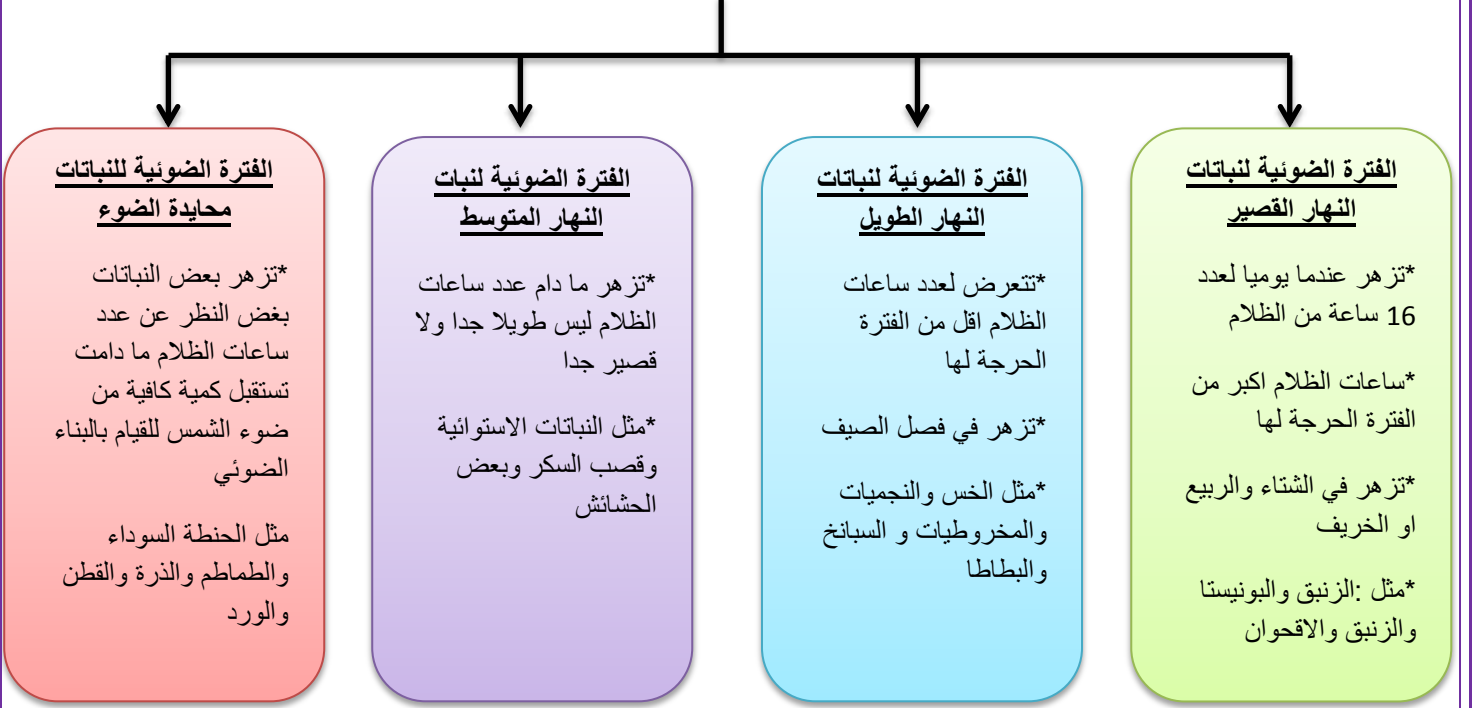 الفترة الضوئية لنباتات
النهار القصير
*تزهر عندما يوميا لعدد
16 ساعة من الظلام
*ساعات الظلام اكبر من
الفترة الحرجة لها
*تزهر في الشتاء والربيع
او الخريف
*مثل :الزنبق والبونيستا
والزنبق والاقحوان
الفترة الضوئية لنباتات
النهار الطويل
*تتعرض لعدد ساعات
الظلام اقل من الفترة
الحرجة لها
*تزهر في فصل الصيف
*مثل الخس والنجميات
والمخروطيات و السبانخ
والبطاطا
الفترة الضوئية لنبات
النهار المتوسط
*تزهر ما دام عدد ساعات
الظلام ليس طويلا جدا ولا
قصير جدا
*مثل النباتات الاستوائية
وقصب السكر وبعض
الحشائش
الفترة الضوئية للنباتات
محايدة الضوء
*تزهر بعض النباتات
بغض النظر عن عدد
ساعات الظلام ما دامت
تستقبل كمية كافية من
ضوء الشمس للقيام بالبناء
الضوئي
مثل الحنطة السوداء
والطماطم والذرة والقطن
والورد